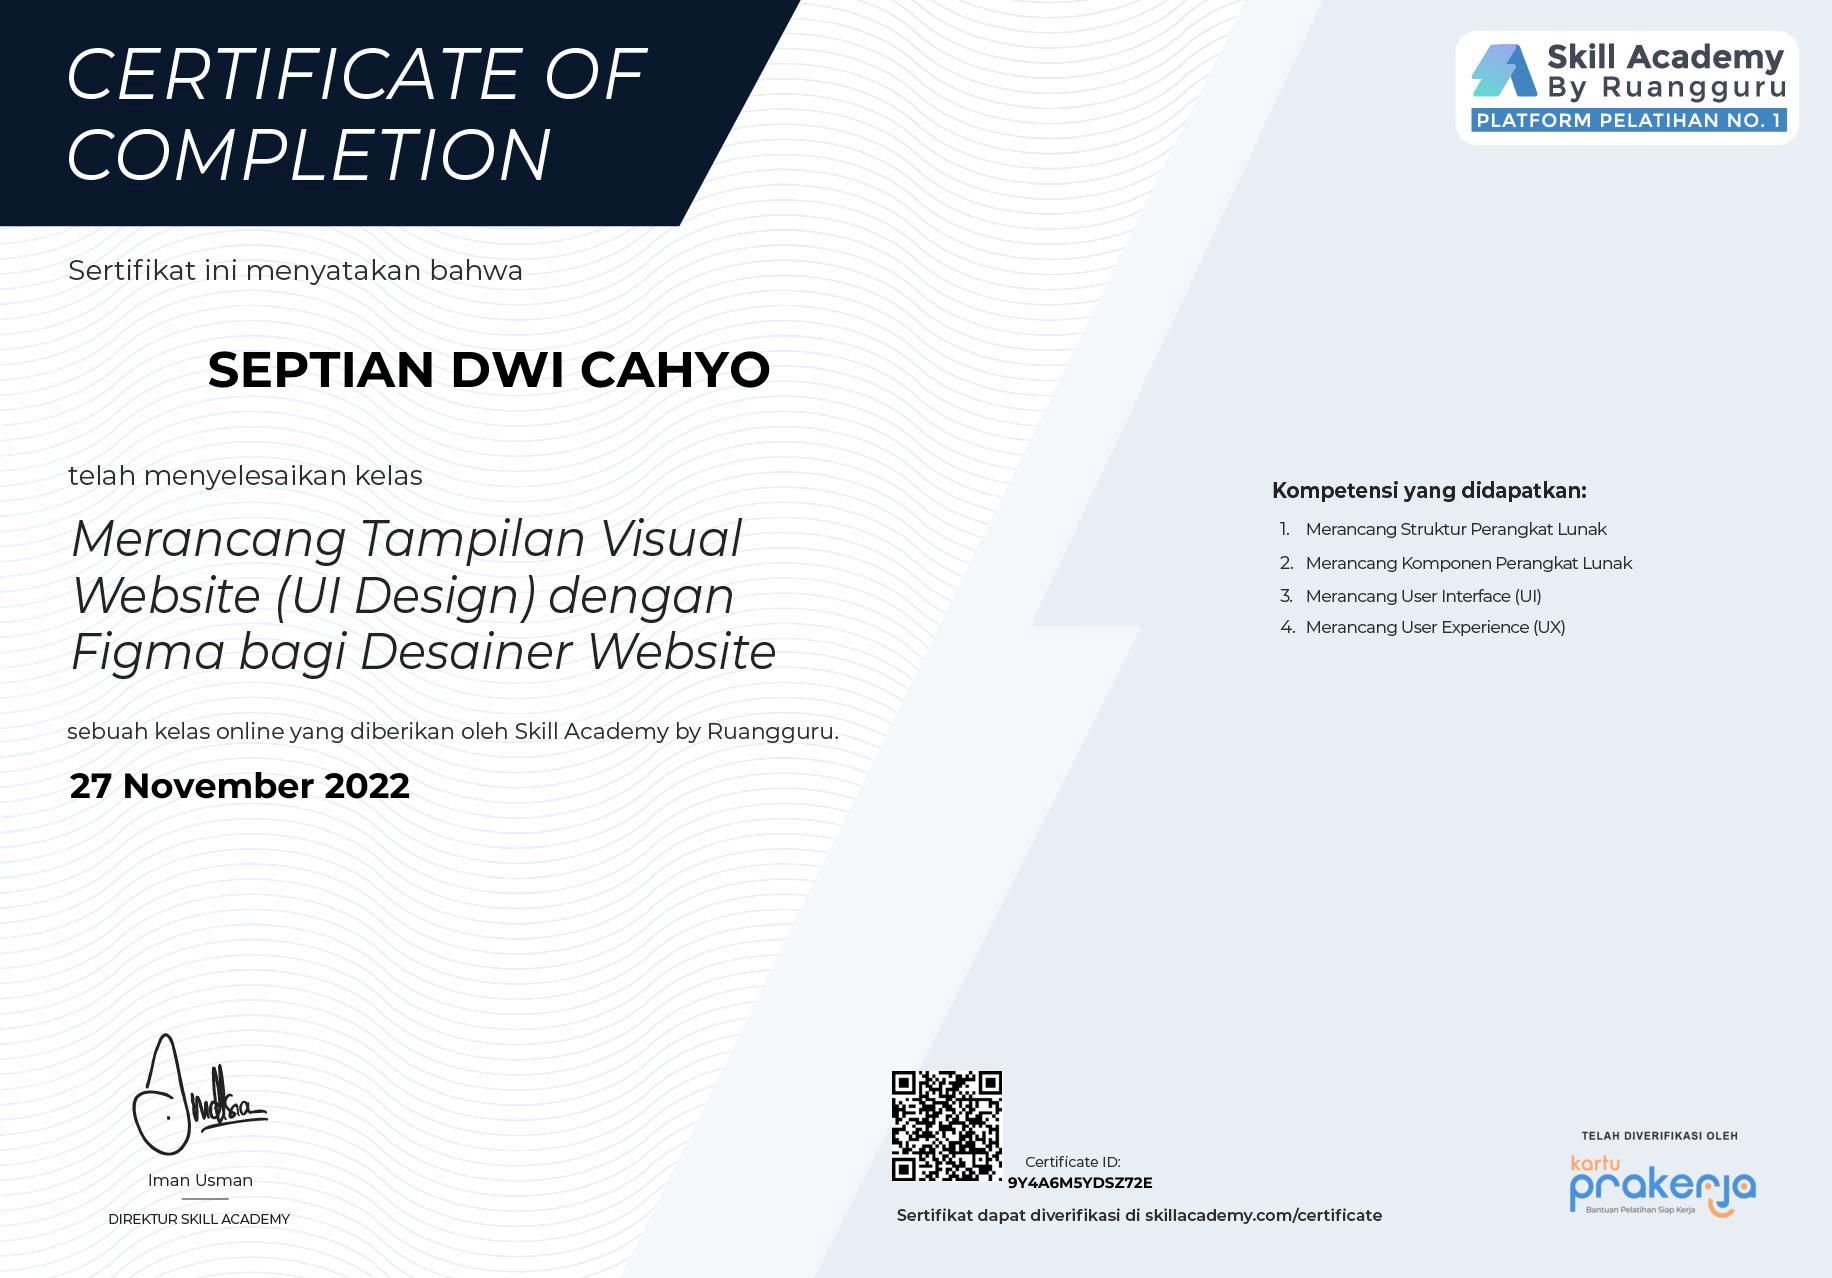 CERTIFICATE OF
COMPLETION
Skill Academy
By Ruangguru
PLATFORM PELATIHAN NO. 1
Sertifikat ini menyatakan bahwa
SEPTIAN DWI CAHYO
telah menyelesaikan kelas
Merancang Tampilan Visual
Website (UI Design) dengan
Figma bagi Desainer Website
sebuah kelas online yang diberikan oleh Skill Academy by Ruangguru.
27 November 2022
Kompetensi yang didapatkan:
1. Merancang Struktur Perangkat Lunak
2. Merancang Komponen Perangkat Lunak
3. Merancang User Interface (UI)
4. Merancang User Experience (UX)
Iman Usman
DIREKTUR SKILL ACADEMY
Certificate ID:
9Y4A6M5YDSZ72E
Sertifikat dapat diverifikasi di skillacademy.com/certificate
TELAH DIVERIFIKASI OLEH
kartu
prakerja
Bantuan Pelatihan Siap Kerja